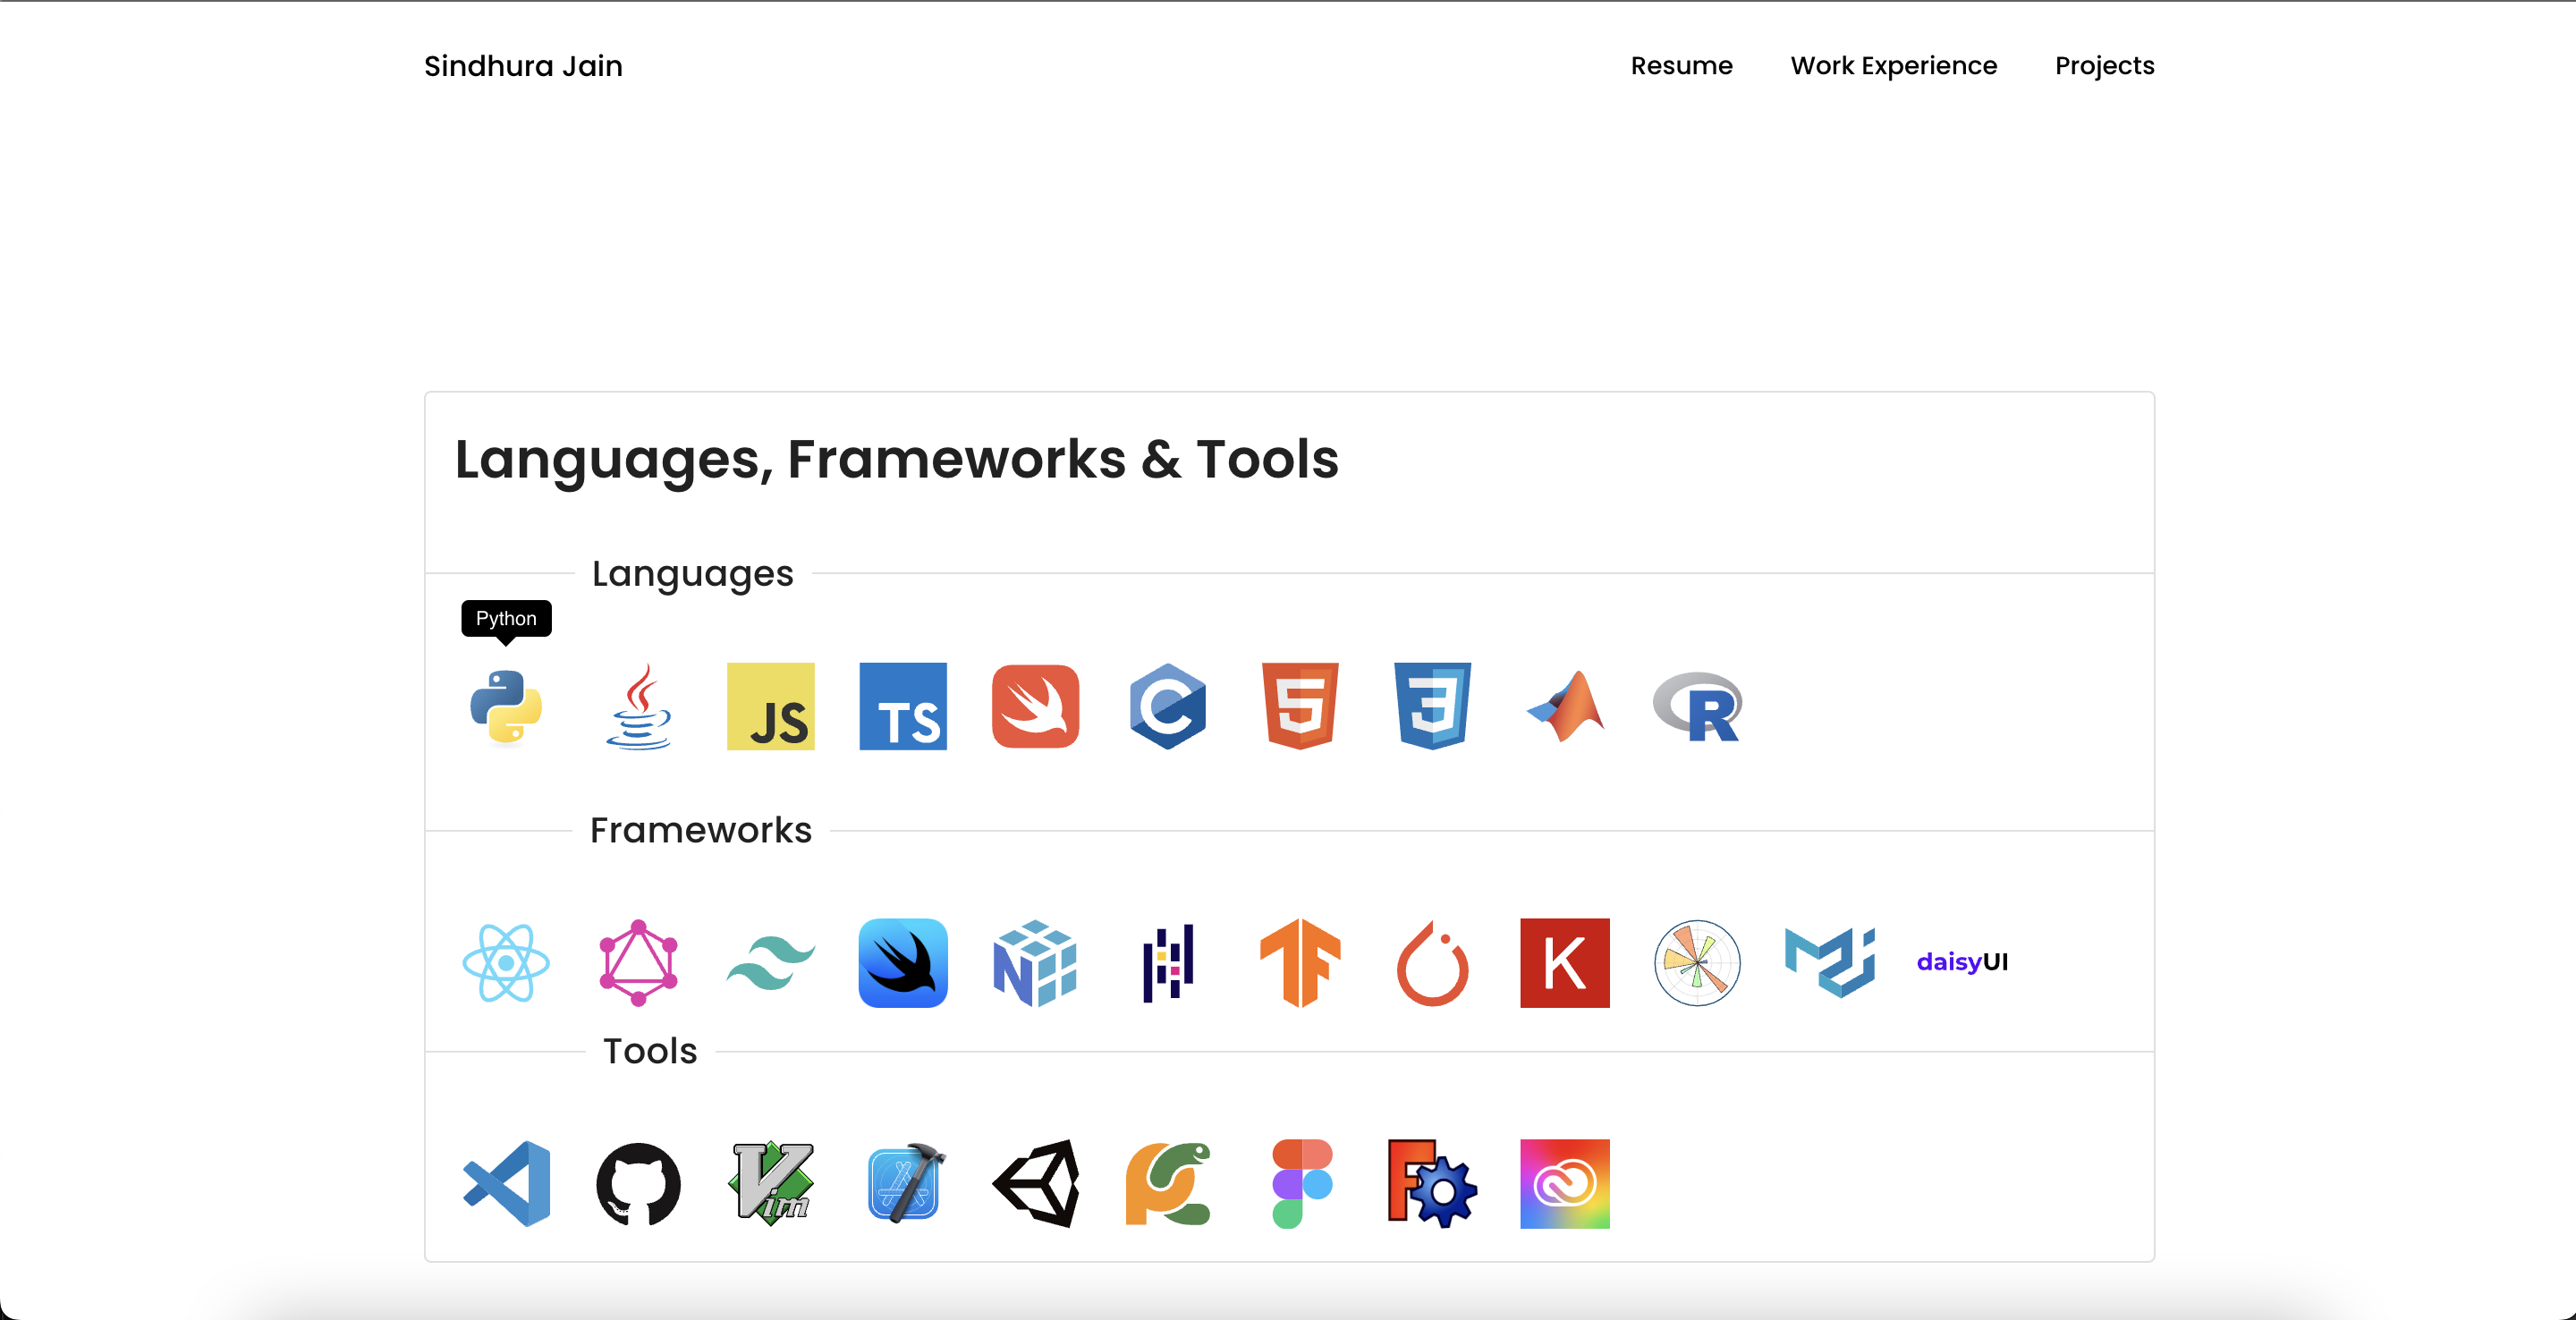 Sindhura Jain
Resume Work Experience Projects
Languages, Frameworks & Tools
Languages
Python
JS TS C 5 3 R
Frameworks
N K daisyUI
Tools
Vim